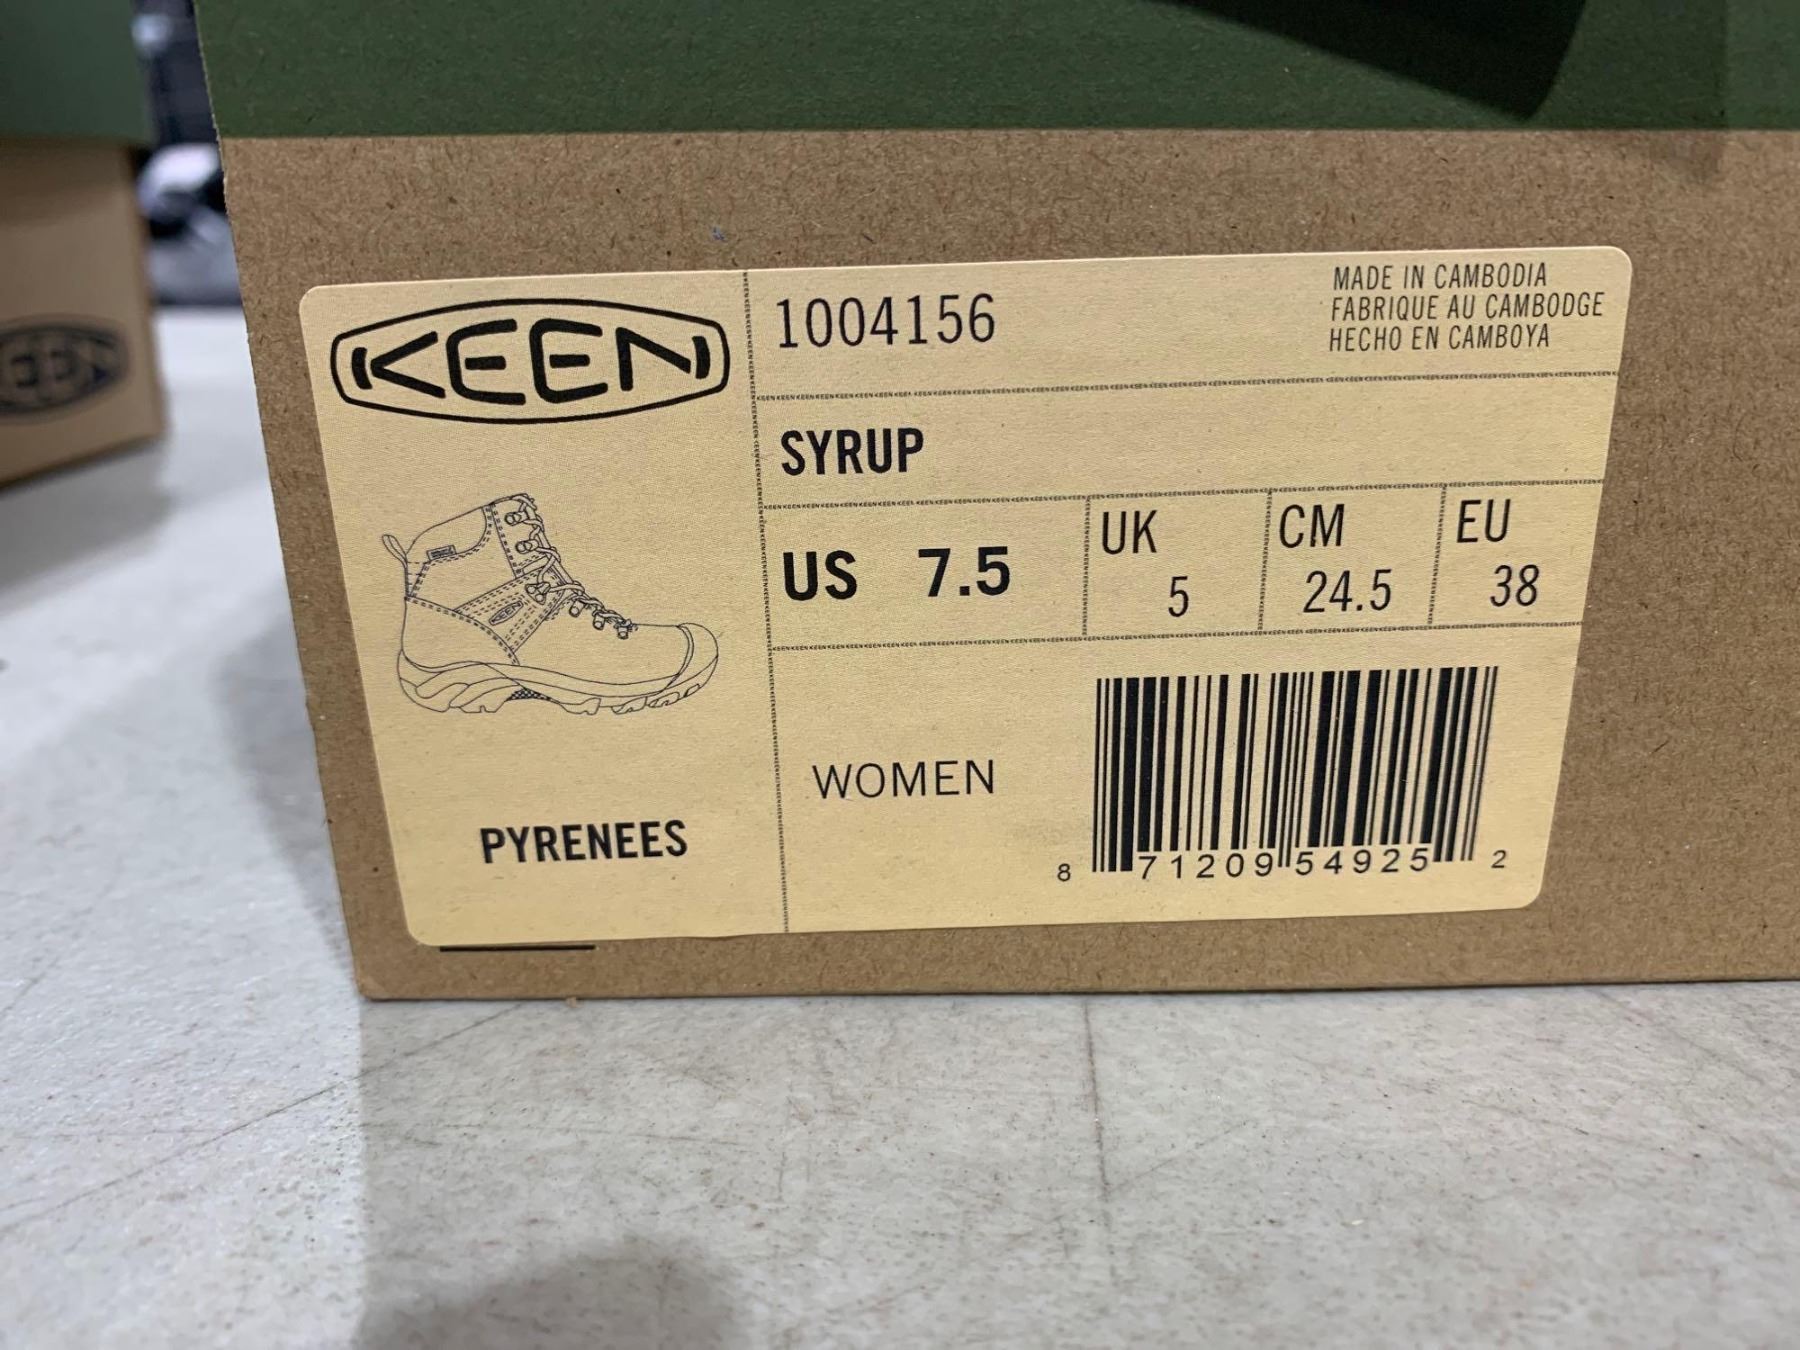 KEEN
1004156
MADE IN CAMBODIA
FABRIQUE AU CAMBODGE
HECHO EN CAMBOYA
SYRUP
US 7.5
UK
5
CM
24.5
EU
38
KEEN
PYRENEES
WOMEN
8 71209 54925 2